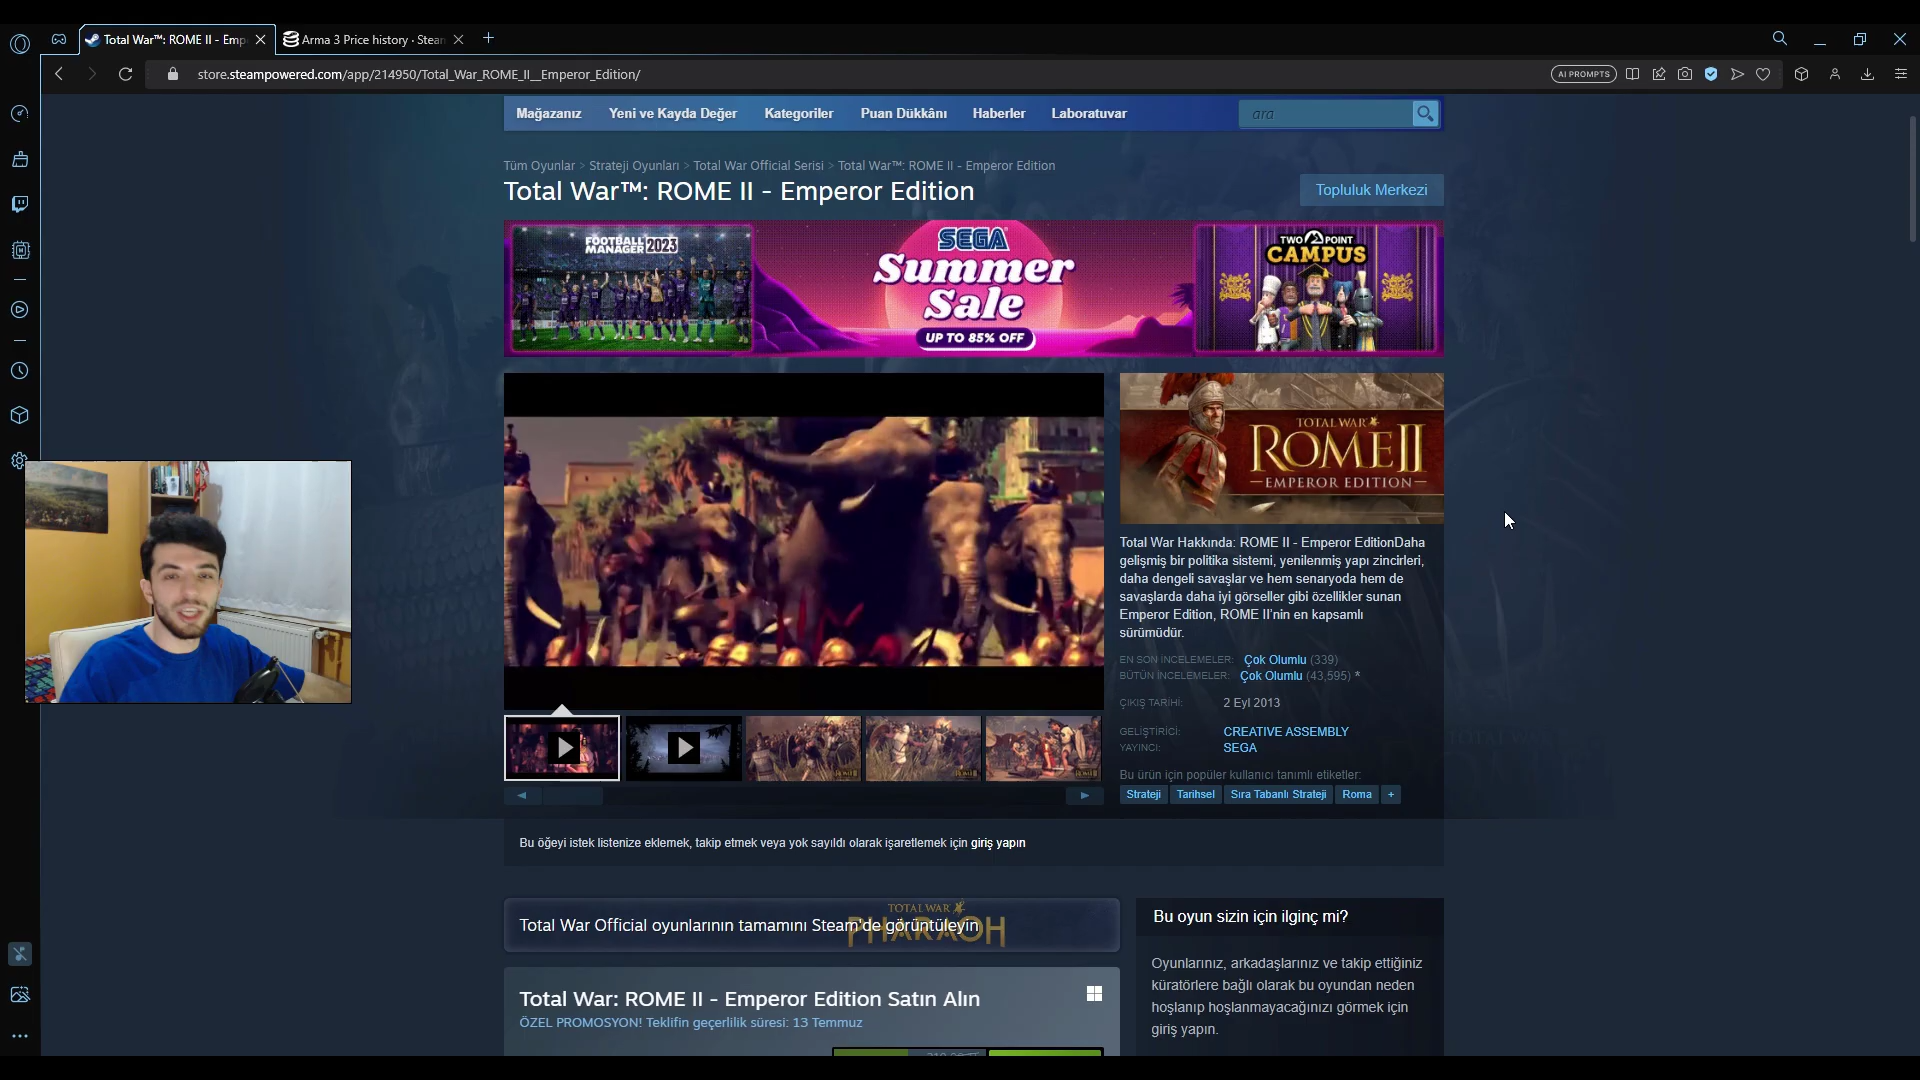 Total War™: ROME II - Emp
Arma 3 Price history · Stean
store.steampowered.com/app/214950/Total_War_ROME_II__Emperor_Edition/
AI PROMPTS
Mağazanız
Yeni ve Kayda Değer
Kategoriler
Puan Dükkânı
Haberler
Laboratuvar
ara
Tüm Oyunlar > Strateji Oyunları > Total War Official Serisi > Total War™: ROME II - Emperor Edition
Total War™: ROME II - Emperor Edition
Topluluk Merkezi
FOOTBALL
MANAGER 2023
SEGA
Summer
Sale
UP TO 85% OFF
TWO POINT
CAMPUS
TOTAL WAR
ROME II
EMPEROR EDITION
Total War Hakkında: ROME II - Emperor EditionDaha
gelişmiş bir politika sistemi, yenilenmiş yapı zincirleri,
daha dengeli savaşlar ve hem senaryoda hem de
savaşlarda daha iyi görseller gibi özellikler sunan
Emperor Edition, ROME II'nin en kapsamlı
sürümüdür.
EN SON İNCELEMELER: Çok Olumlu (339)
BÜTÜN İNCELEMELER: Çok Olumlu (43,595) *
ÇIKIŞ TARİHİ: 2 Eyl 2013
GELİŞTİRİCİ: CREATIVE ASSEMBLY
YAYINCI: SEGA
Bu ürün için popüler kullanıcı tanımlı etiketler:
Strateji
Tarihsel
Sıra Tabanlı Strateji
Roma
+
Bu öğeyi istek listenize eklemek, takip etmek veya yok sayıldı olarak işaretlemek için giriş yapın
TOTAL WAR
PHARAOH
Total War Official oyunlarının tamamını Steam'de görüntüleyin
Bu oyun sizin için ilginç mi?
Oyunlarınız, arkadaşlarınız ve takip ettiğiniz
küratörlere bağlı olarak bu oyundan neden
hoşlanıp hoşlanmayacağınızı görmek için
giriş yapın.
Total War: ROME II - Emperor Edition Satın Alın
ÖZEL PROMOSYON! Teklifin geçerlilik süresi: 13 Temmuz